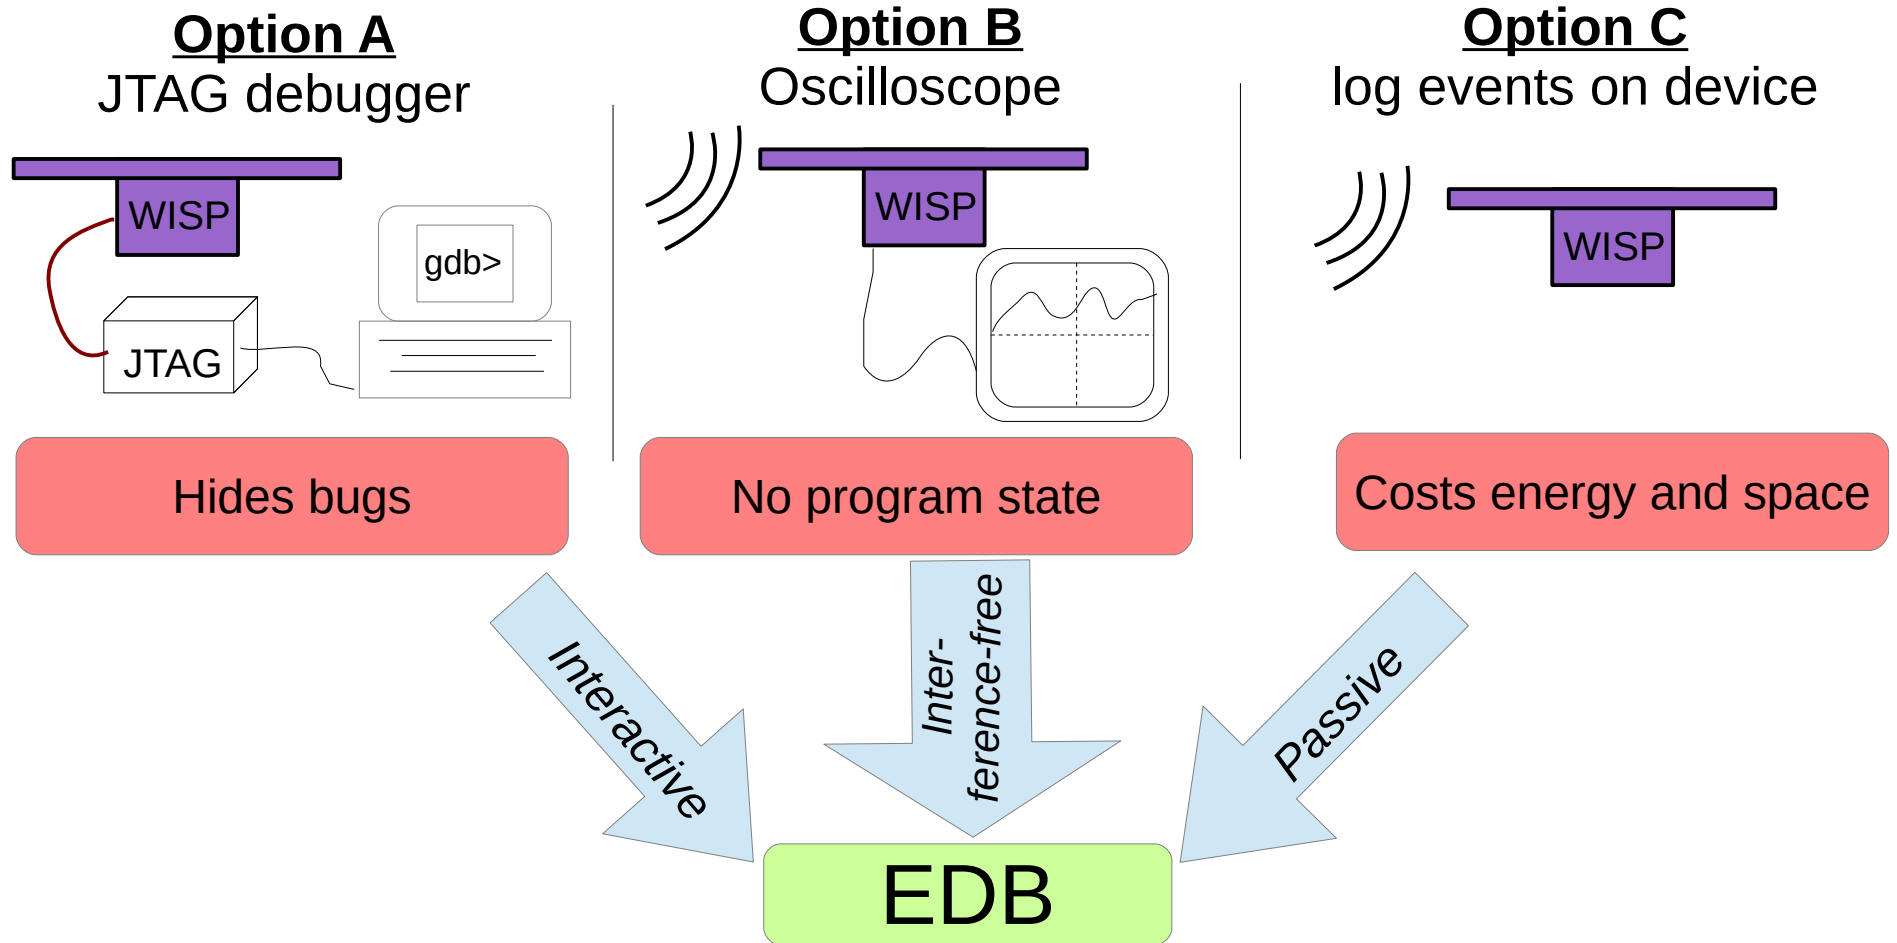 Option A
JTAG debugger
WISP
gdb>
JTAG
Hides bugs
Option B
Oscilloscope
WISP
No program state
Option C
log events on device
WISP
Costs energy and space
Interactive
Inter-
ference-free
Passive
EDB